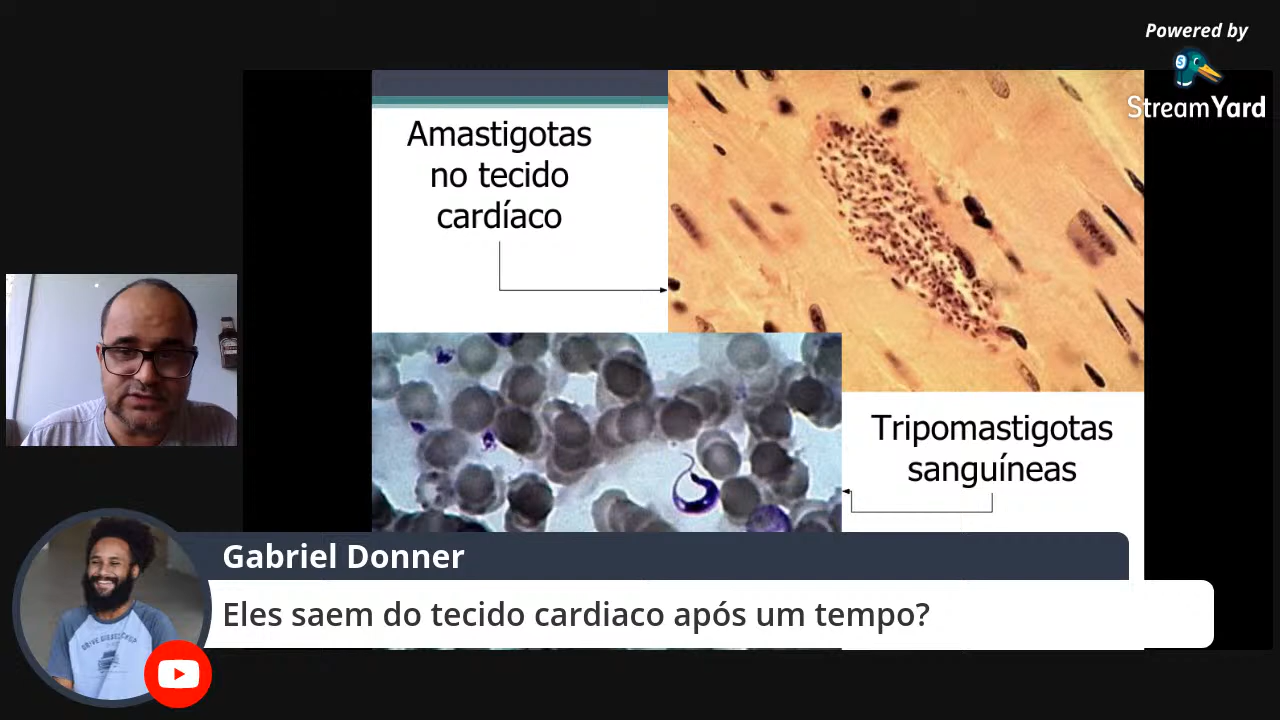 Powered by
StreamYard
Amastigotas
no tecido
cardíaco
Tripomastigotas
sanguíneas
Gabriel Donner
Eles saem do tecido cardiaco após um tempo?